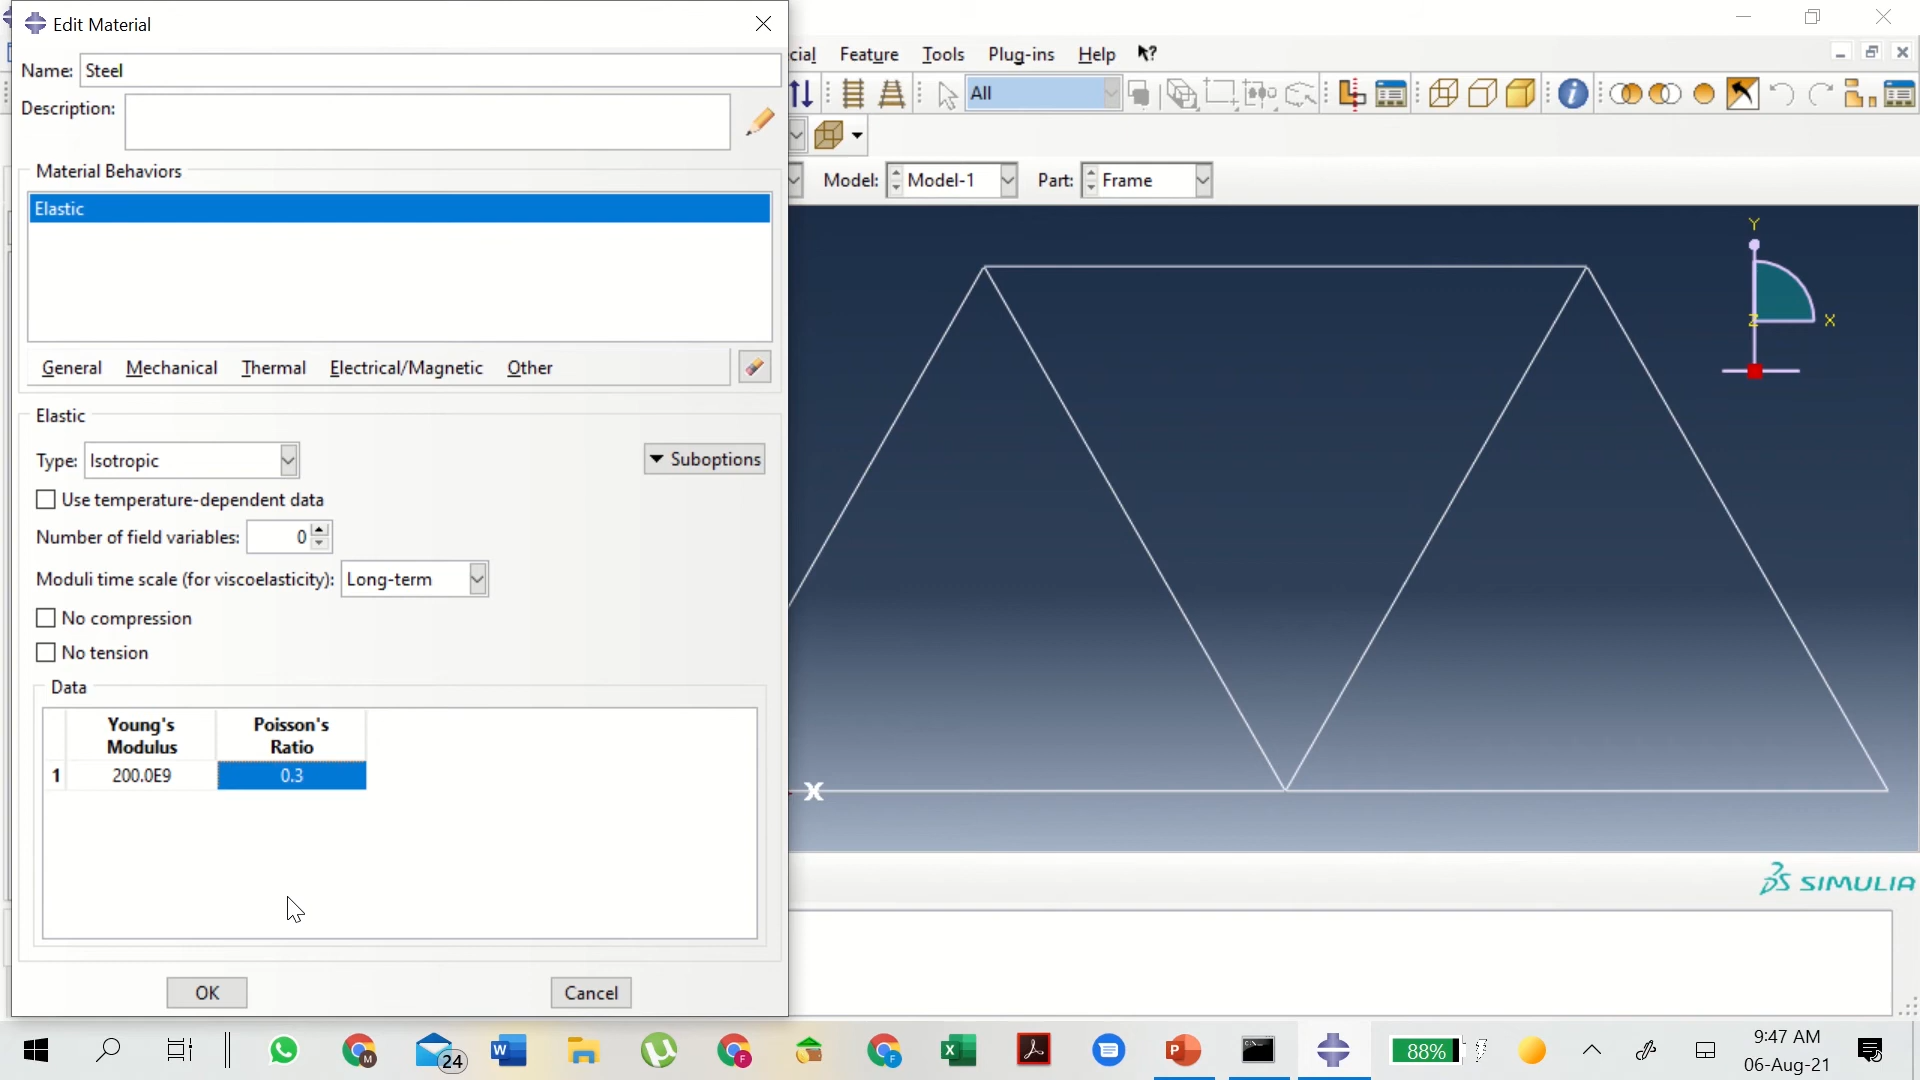 Edit Material
Name: Steel
Description:
Material Behaviors
Elastic
General Mechanical Thermal Electrical/Magnetic Other
Elastic
Type: Isotropic
Suboptions
Use temperature-dependent data
Number of field variables: 0
Moduli time scale (for viscoelasticity): Long-term
No compression
No tension
Data
Young's Modulus
Poisson's Ratio
1 200.0E9 0.3
OK Cancel
cial Feature Tools Plug-ins Help
All
Model: Model-1 Part: Frame
Y
Z X
X
SIMULIA
24
88%
9:47 AM
06-Aug-21